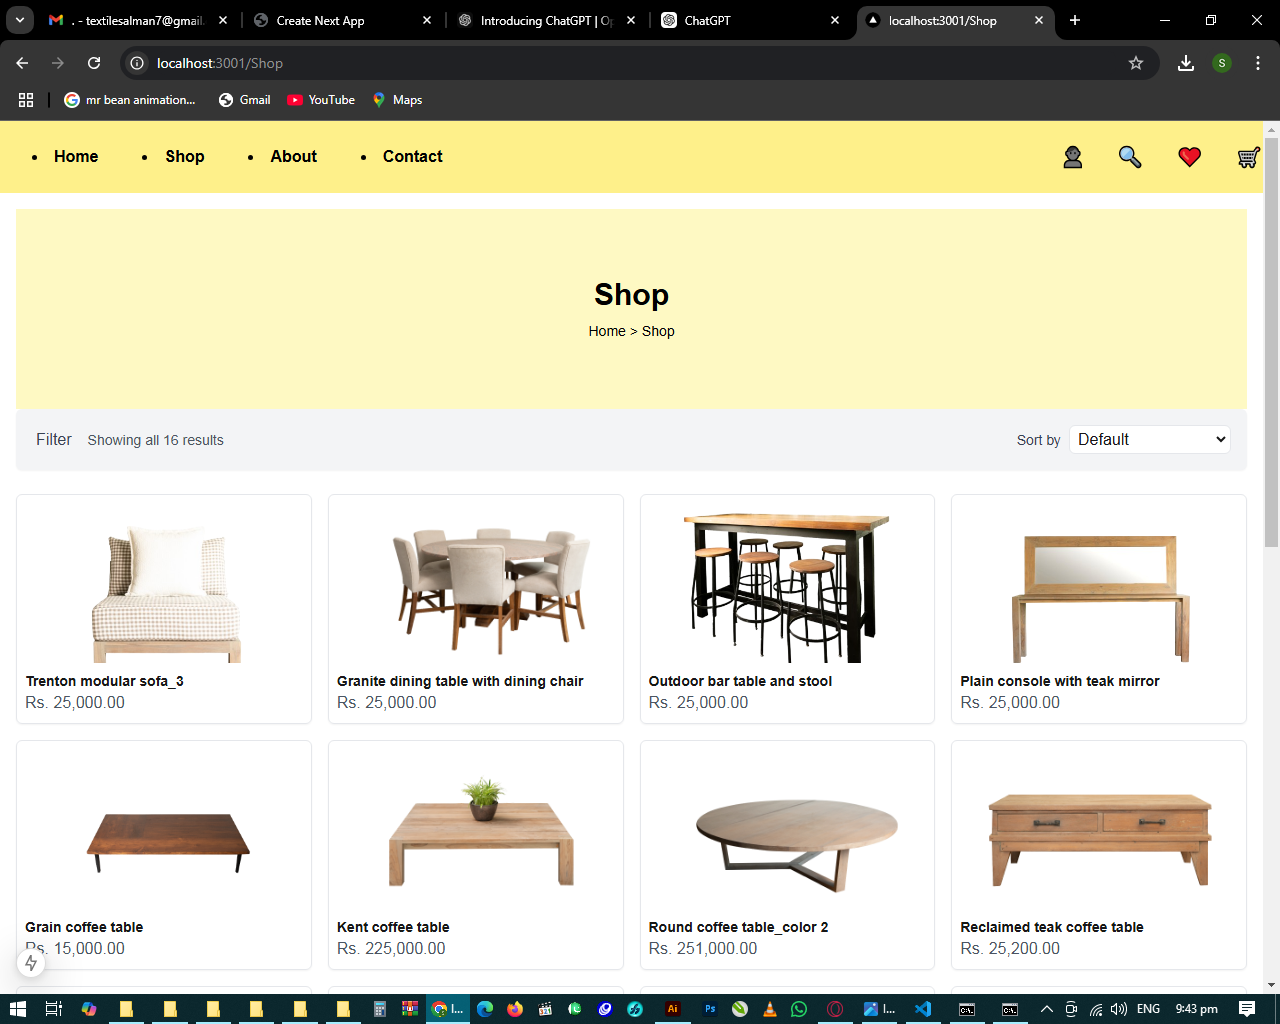 . - textilesalman7@gmail.
Create Next App
Introducing ChatGPT | Op
ChatGPT
localhost:3001/Shop
localhost:3001/Shop
S
mr bean animation...
Gmail
YouTube
Maps
Home
Shop
About
Contact
Shop
Home > Shop
Filter
Showing all 16 results
Sort by
Default
Trenton modular sofa_3
Rs. 25,000.00
Granite dining table with dining chair
Rs. 25,000.00
Outdoor bar table and stool
Rs. 25,000.00
Plain console with teak mirror
Rs. 25,000.00
Grain coffee table
Rs. 15,000.00
Kent coffee table
Rs. 225,000.00
Round coffee table_color 2
Rs. 251,000.00
Reclaimed teak coffee table
Rs. 25,200.00
l...
Ai
Ps
I...
C:\.
C:\.
ENG
9:43 pm